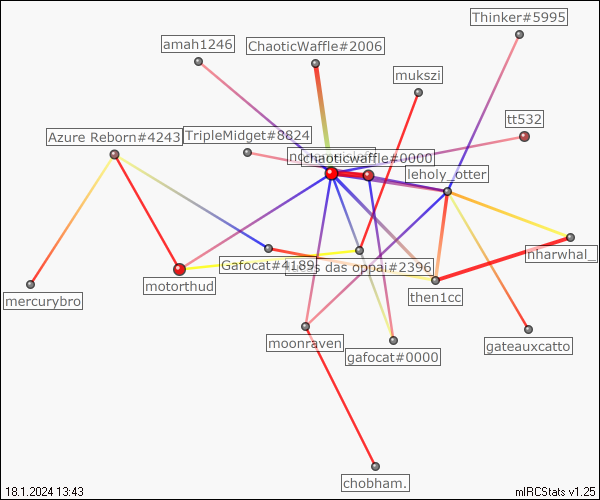 Thinker#5995
amah1246
ChaoticWaffle#2006
mukszi
tt532
Azure Reborn#4243
TripleMidget#8824
chaoticwaffle#0000
leholy_otter
nharwhal_
Gafocat#4189
das oppai#2396
motorthud
mercurybro
then1cc
moonraven
gafocat#0000
gateauxcatto
chobham.
18.1.2024 13:43
mIRCStats v1.25